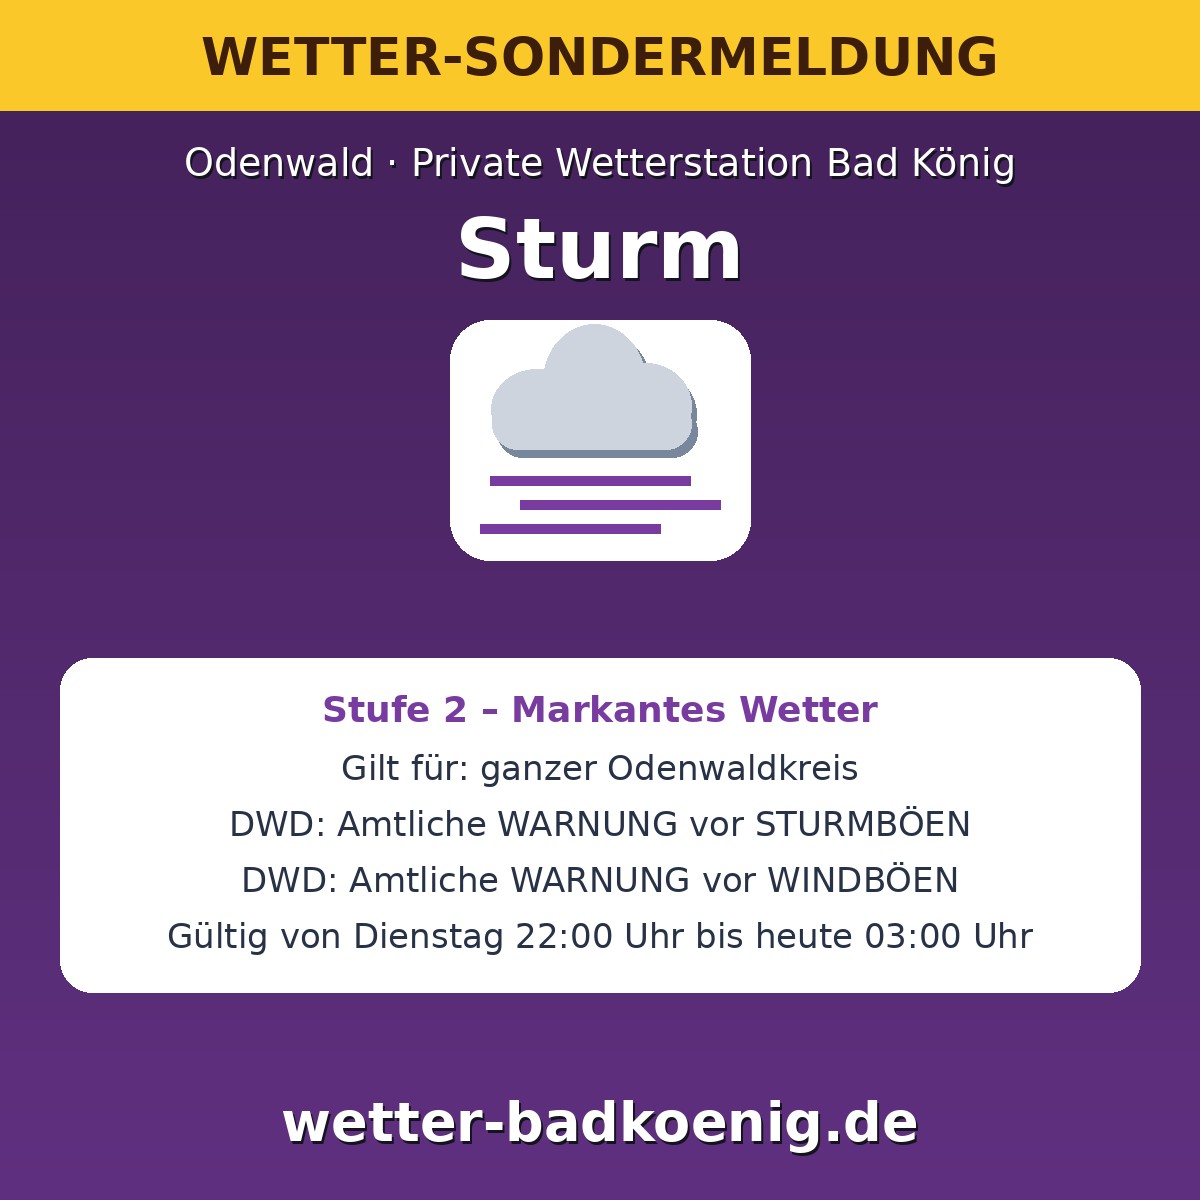 WETTER-SONDERMELDUNG
Odenwald · Private Wetterstation Bad König
Sturm
Stufe 2 – Markantes Wetter
Gilt für: ganzer Odenwaldkreis
DWD: Amtliche WARNUNG vor STURMBÖEN
DWD: Amtliche WARNUNG vor WINDBÖEN
Gültig von Dienstag 22:00 Uhr bis heute 03:00 Uhr
wetter-badkoenig.de